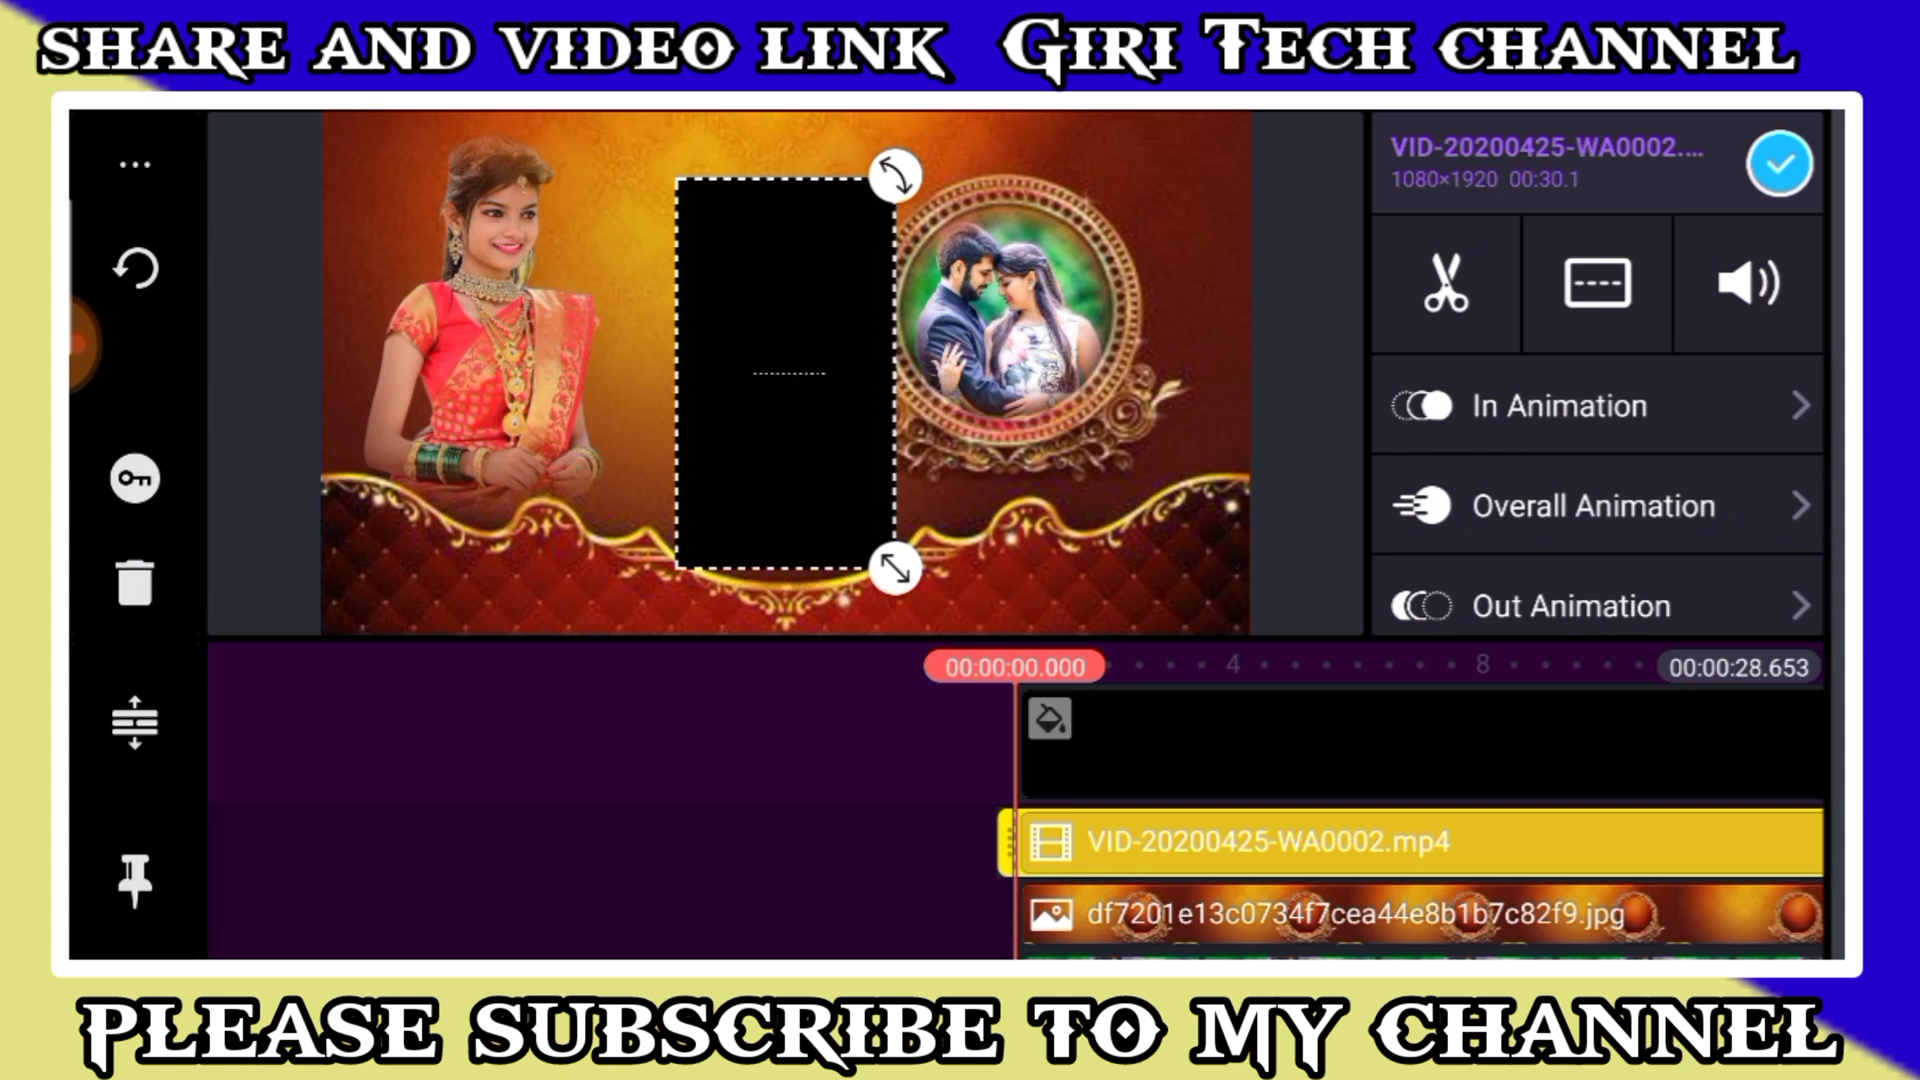 SHARE AND VIDEO LINK GIRI TECH CHANNEL
VID-20200425-WA0002....
1080×1920 00:30.1
In Animation
Overall Animation
Out Animation
00:00:00.000 4 8 00:00:28.653
VID-20200425-WA0002.mp4
df7201e13c0734f7cea44e8b1b7c82f9.jpg
PLEASE SUBSCRIBE TO MY CHANNEL